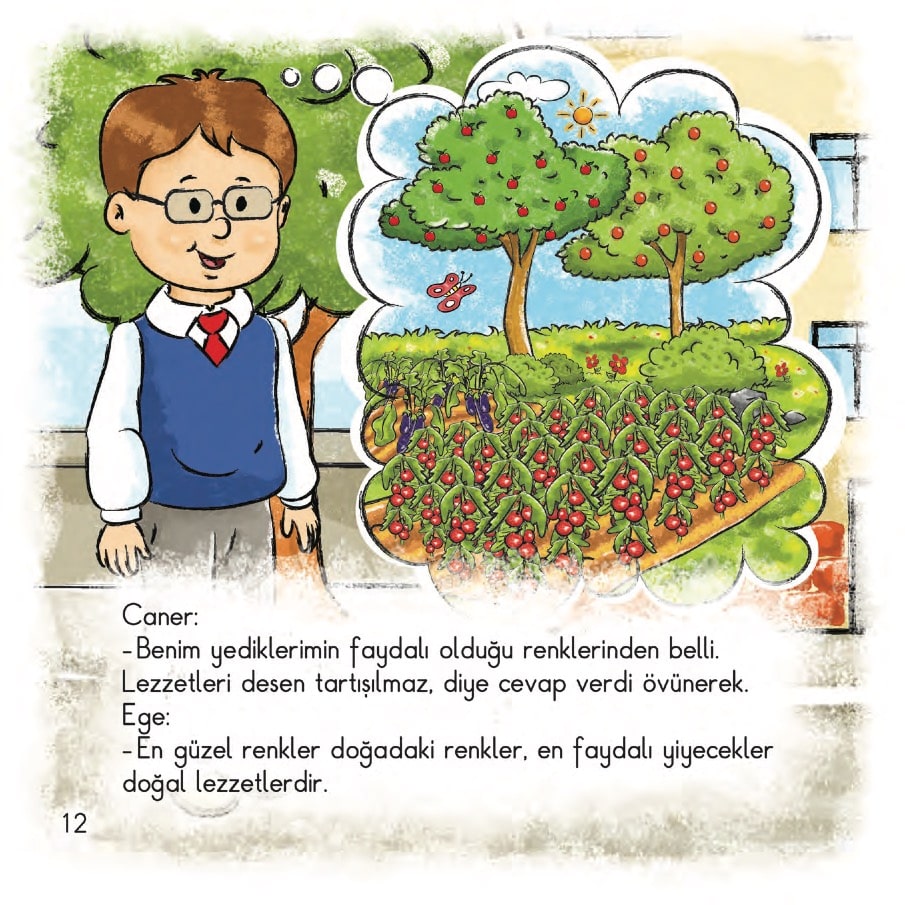 Caner:
-Benim yediklerimin faydalı olduğu renklerinden belli.
Lezzetleri desen tartışılmaz, diye cevap verdi övünerek.
Ege:
-En güzel renkler doğadaki renkler, en faydalı yiyecekler
doğal lezzetlerdir.
12